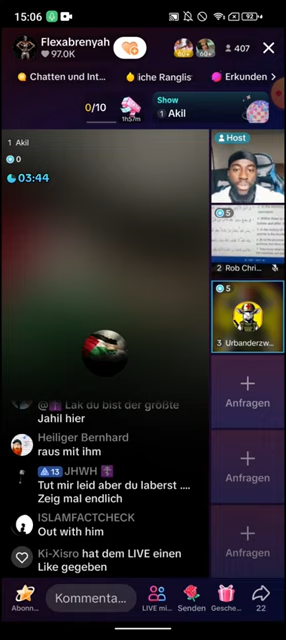 15:06
92
Flexabrenyah
97.0K
60+
60+
407
Chatten und Int...
iche Ranglis
Erkunden
0/10
1h57m
Show
1 Akil
1 Akil
0
03:44
Host
5
2 Rob Chri...
5
3 Urbanderzw...
Anfragen
Anfragen
Anfragen
Lak du bist der größte
Jahil hier
Heiliger Bernhard
raus mit ihm
13 JHWH
Tut mir leid aber du laberst ....
Zeig mal endlich
ISLAMFACTCHECK
Out with him
Ki-Xisro hat dem LIVE einen
Like gegeben
Abonn...
Kommenta...
LIVE mi...
Senden
Gesche...
22